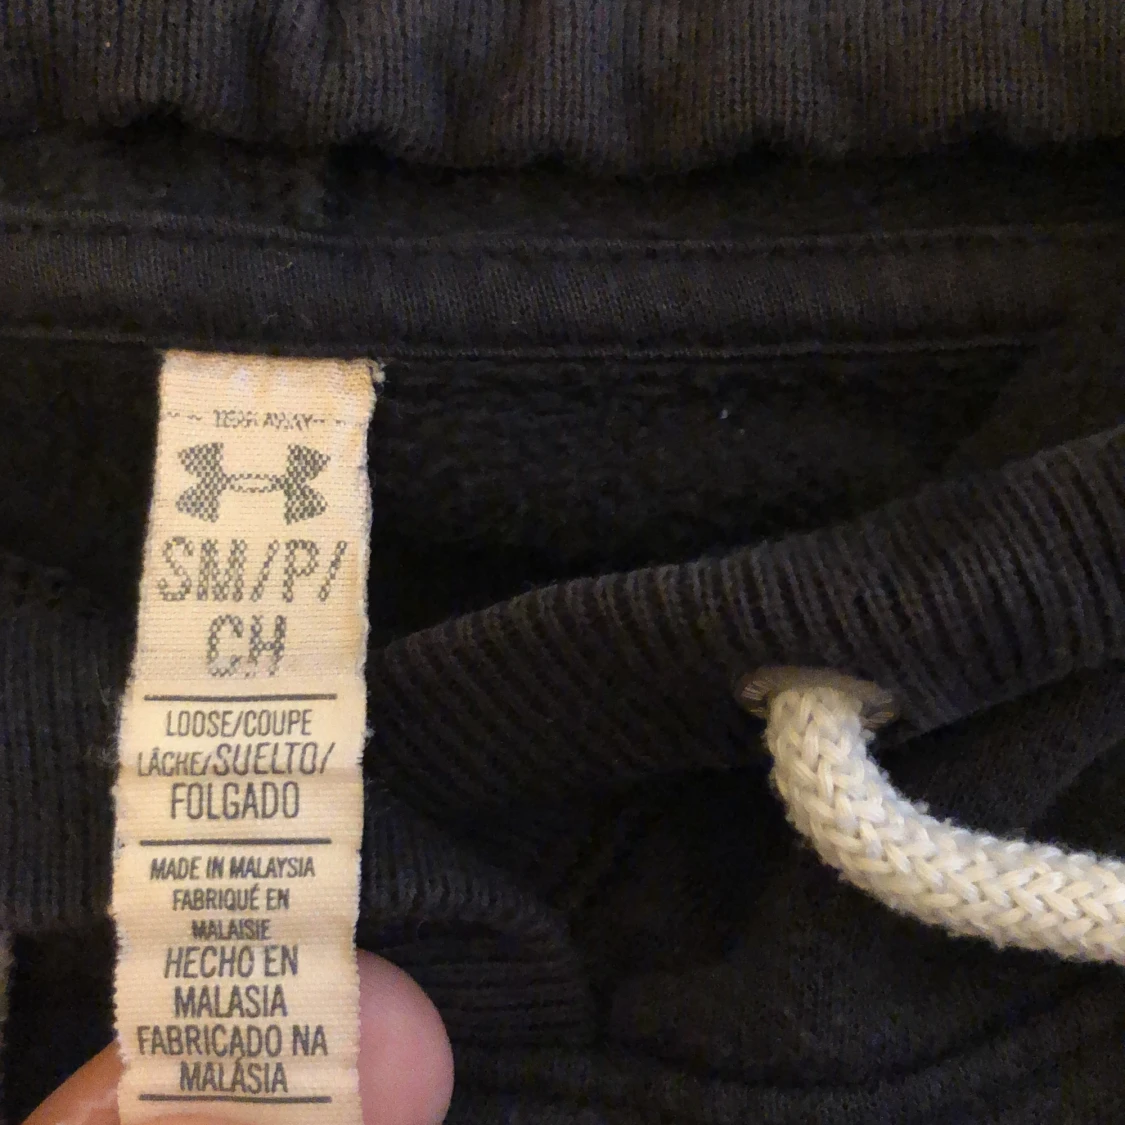 TEAR AWAY
SM/P/
CH
LOOSE/COUPE
LÂCHE/SUELTO/
FOLGADO
MADE IN MALAYSIA
FABRIQUÉ EN
MALAISIE
HECHO EN
MALASIA
FABRICADO NA
MALÁSIA